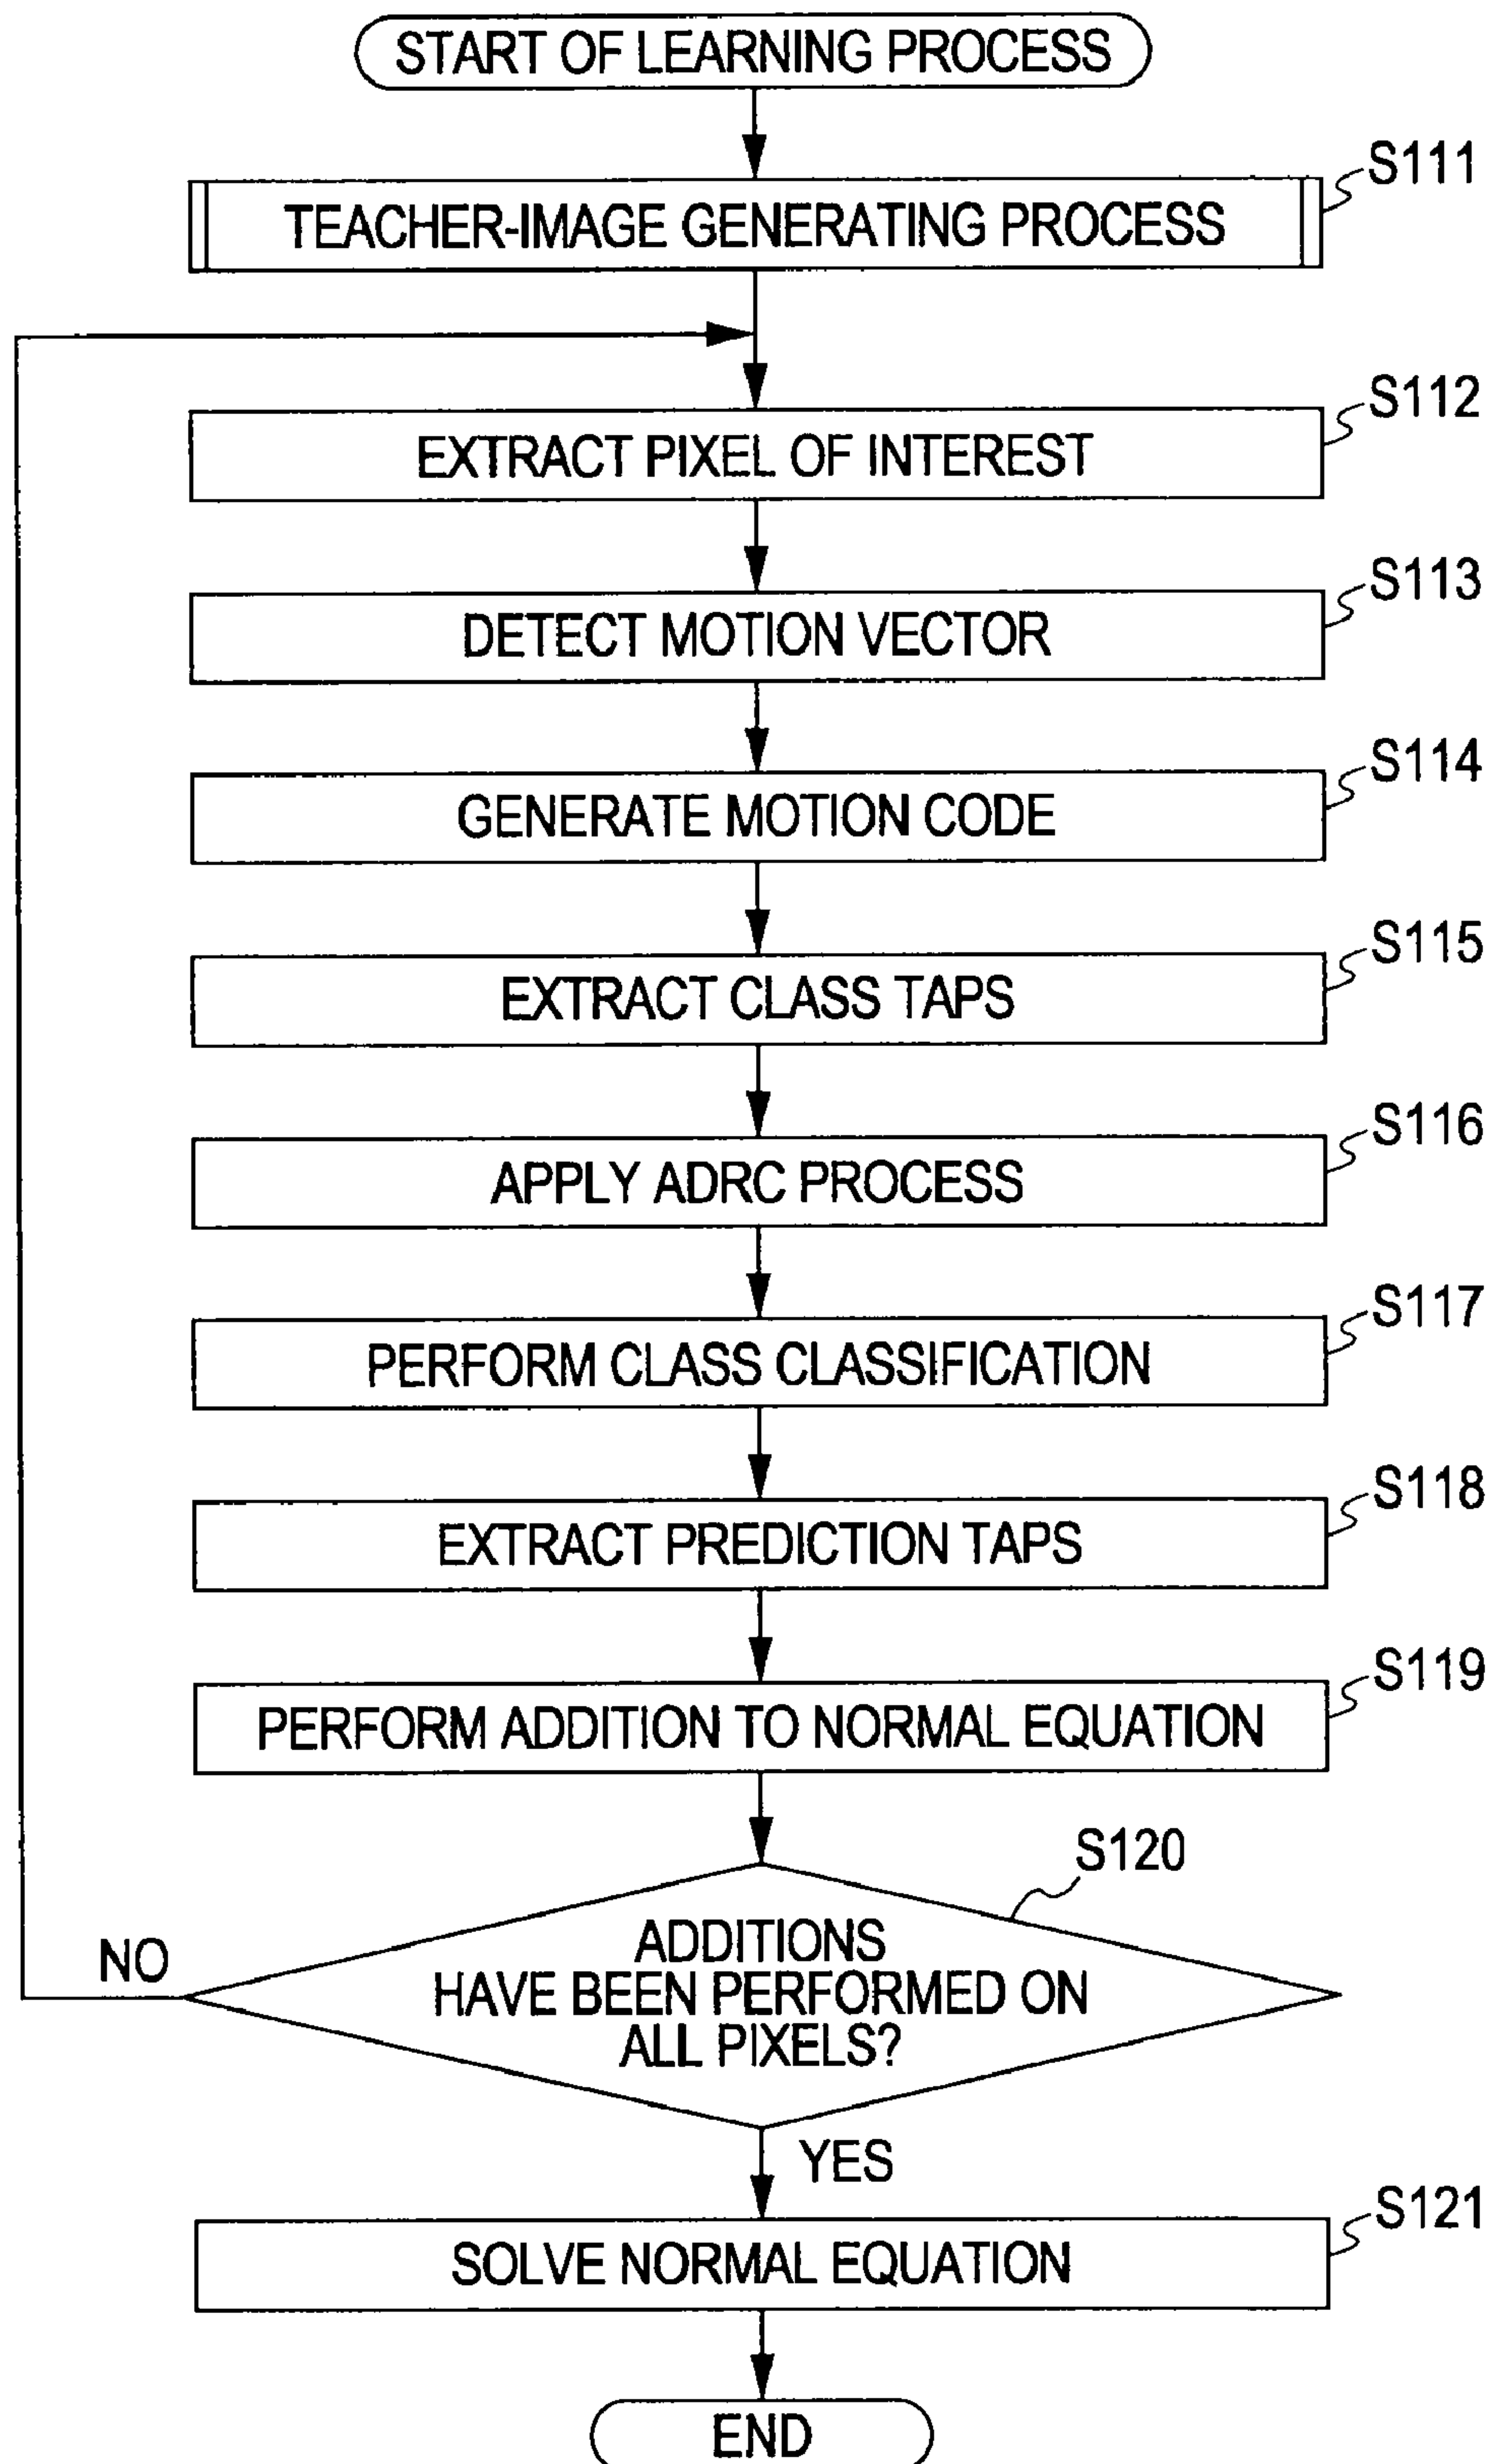 START OF LEARNING PROCESS
S111
TEACHER-IMAGE GENERATING PROCESS
S112
EXTRACT PIXEL OF INTEREST
S113
DETECT MOTION VECTOR
S114
GENERATE MOTION CODE
S115
EXTRACT CLASS TAPS
S116
APPLY ADRC PROCESS
S117
PERFORM CLASS CLASSIFICATION
S118
EXTRACT PREDICTION TAPS
S119
PERFORM ADDITION TO NORMAL EQUATION
S120
ADDITIONS
HAVE BEEN PERFORMED ON
ALL PIXELS?
NO
YES
S121
SOLVE NORMAL EQUATION
END